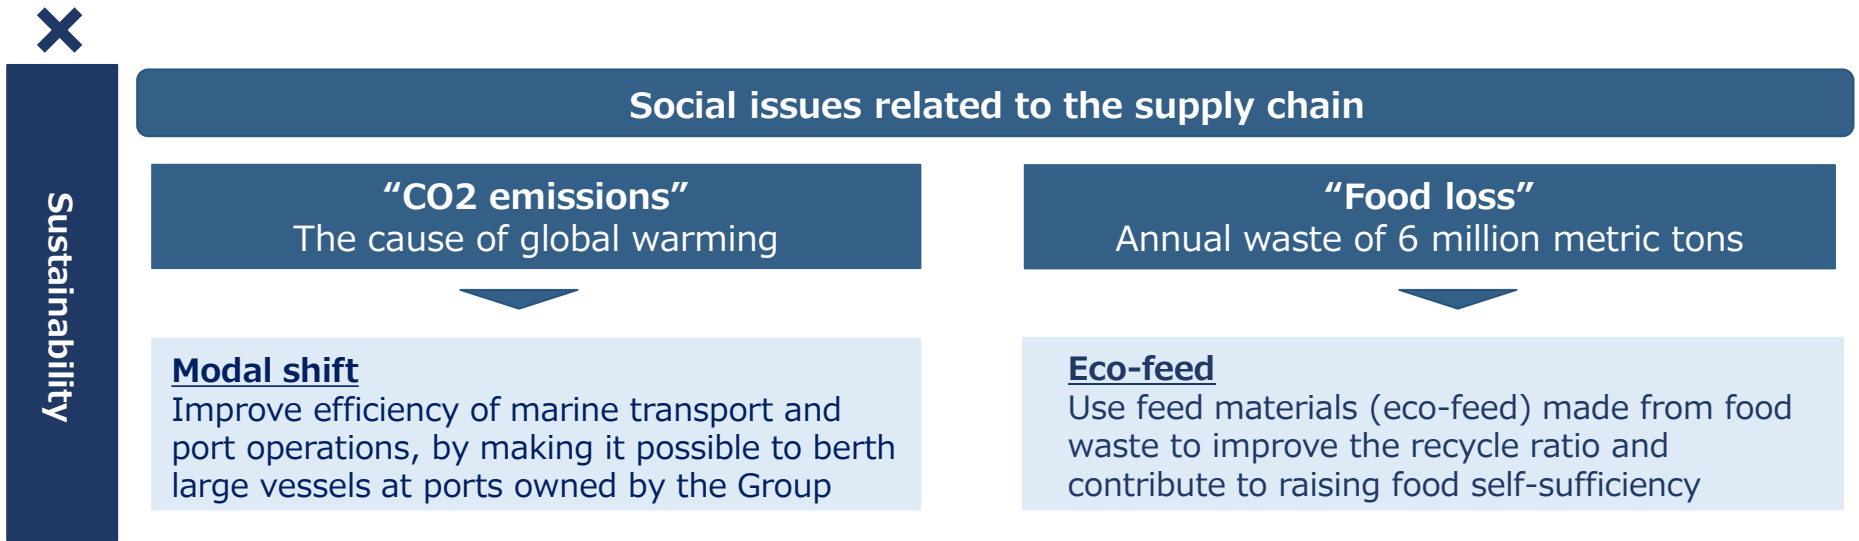 Sustainability
Social issues related to the supply chain
“CO2 emissions”
The cause of global warming
Modal shift
Improve efficiency of marine transport and
port operations, by making it possible to berth
large vessels at ports owned by the Group
“Food loss”
Annual waste of 6 million metric tons
Eco-feed
Use feed materials (eco-feed) made from food
waste to improve the recycle ratio and
contribute to raising food self-sufficiency